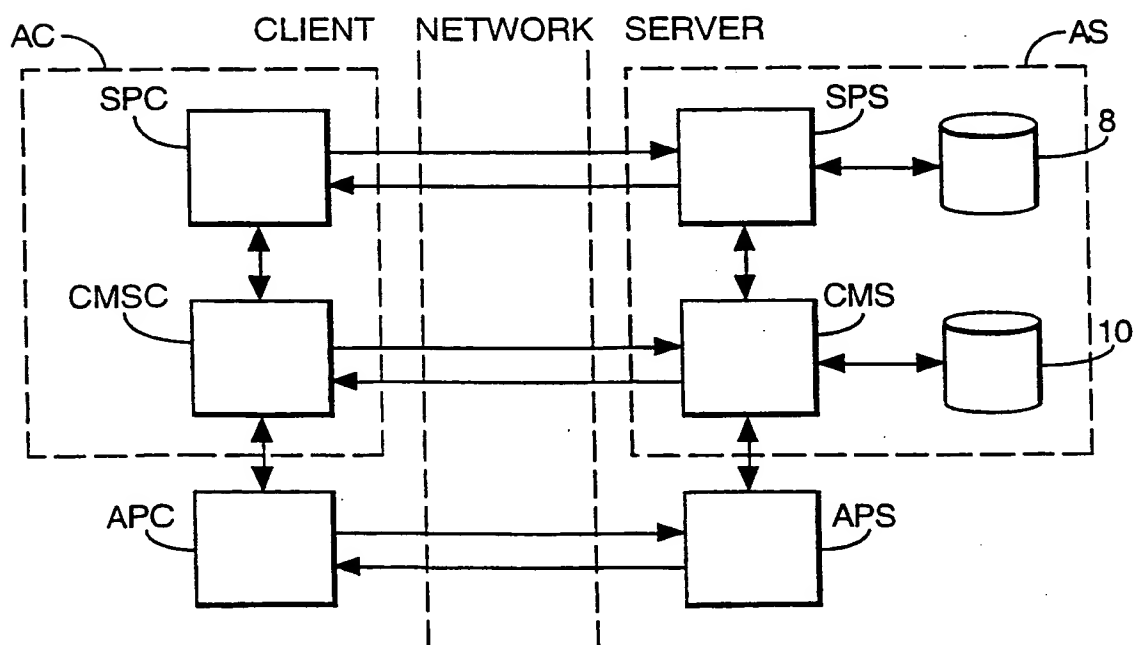 AC
CLIENT
NETWORK
SERVER
AS
SPC
SPS
8
CMSC
CMS
10
APC
APS